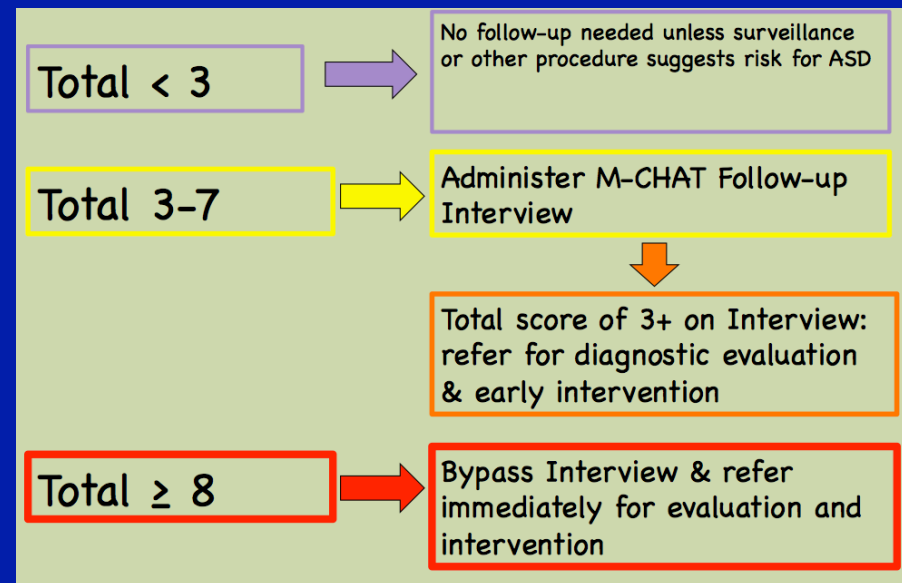 Total < 3
No follow-up needed unless surveillance
or other procedure suggests risk for ASD
Total 3-7
Administer M-CHAT Follow-up
Interview
Total score of 3+ on Interview:
refer for diagnostic evaluation
& early intervention
Total ≥ 8
Bypass Interview & refer
immediately for evaluation and
intervention